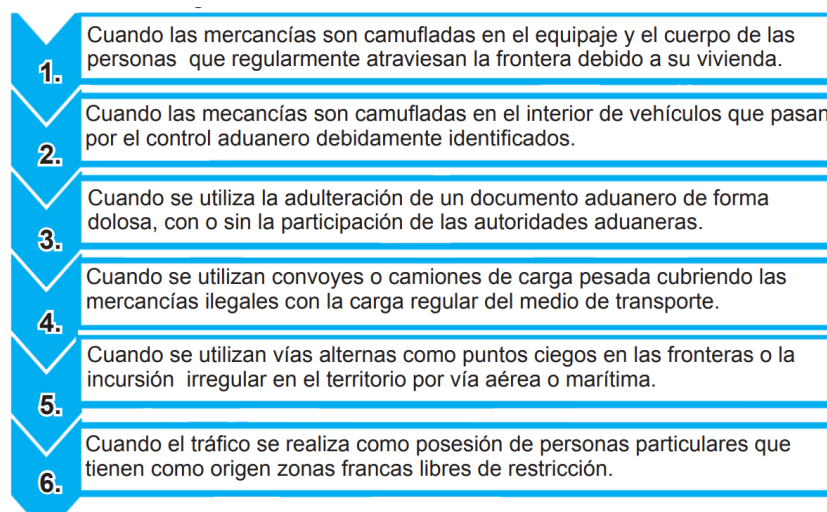 Cuando las mercancías son camufladas en el equipaje y el cuerpo de las
1. personas que regularmente atraviesan la frontera debido a su vivienda.
Cuando las mecancías son camufladas en el interior de vehículos que pasan
2. por el control aduanero debidamente identificados.
Cuando se utiliza la adulteración de un documento aduanero de forma
3. dolosa, con o sin la participación de las autoridades aduaneras.
Cuando se utilizan convoyes o camiones de carga pesada cubriendo las
4. mercancías ilegales con la carga regular del medio de transporte.
Cuando se utilizan vías alternas como puntos ciegos en las fronteras o la
5. incursión irregular en el territorio por vía aérea o marítima.
Cuando el tráfico se realiza como posesión de personas particulares que
6. tienen como origen zonas francas libres de restricción.